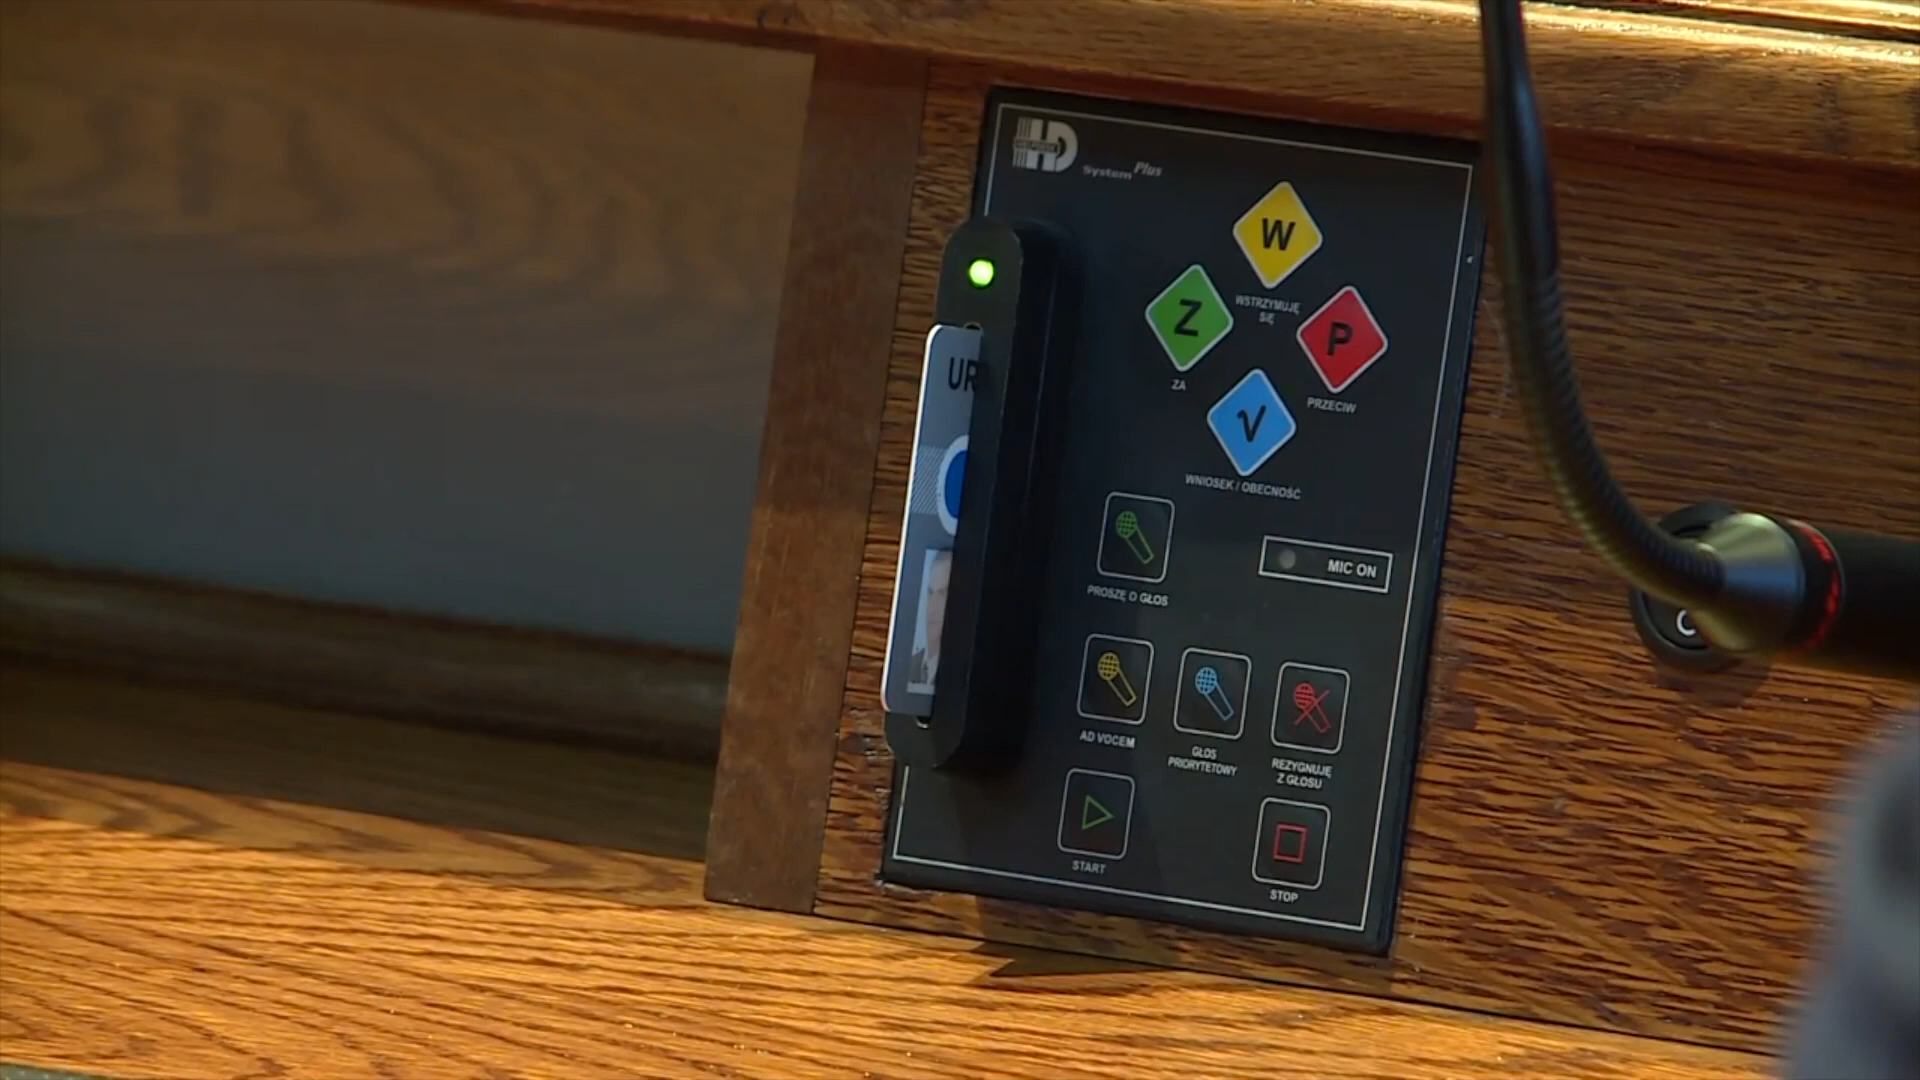 HD
System Plus
W
WSTRZYMUJĘ
SIĘ
Z
ZA
P
PRZECIW
√
WNIOSEK / OBECNOŚĆ
UR
PROSZĘ O GŁOS
MIC ON
AD VOCEM
GŁOS
PRIORYTETOWY
REZYGNUJĘ
Z GŁOSU
START
STOP